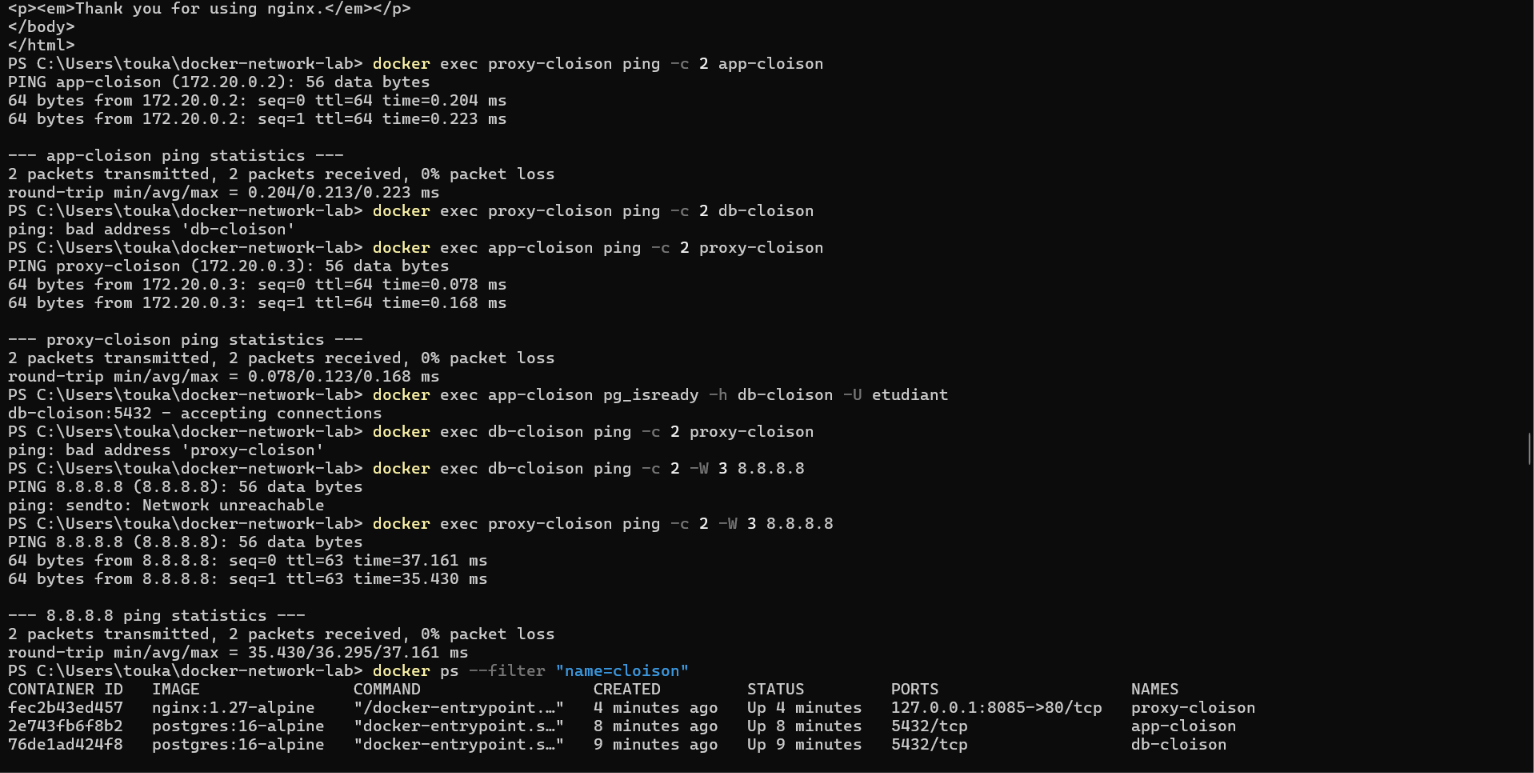 <p><em>Thank you for using nginx.</em></p>
</body>
</html>
PS C:\Users\touka\docker-network-lab> docker exec proxy-cloison ping -c 2 app-cloison
PING app-cloison (172.20.0.2): 56 data bytes
64 bytes from 172.20.0.2: seq=0 ttl=64 time=0.204 ms
64 bytes from 172.20.0.2: seq=1 ttl=64 time=0.223 ms

--- app-cloison ping statistics ---
2 packets transmitted, 2 packets received, 0% packet loss
round-trip min/avg/max = 0.204/0.213/0.223 ms
PS C:\Users\touka\docker-network-lab> docker exec proxy-cloison ping -c 2 db-cloison
ping: bad address 'db-cloison'
PS C:\Users\touka\docker-network-lab> docker exec app-cloison ping -c 2 proxy-cloison
PING proxy-cloison (172.20.0.3): 56 data bytes
64 bytes from 172.20.0.3: seq=0 ttl=64 time=0.078 ms
64 bytes from 172.20.0.3: seq=1 ttl=64 time=0.168 ms

--- proxy-cloison ping statistics ---
2 packets transmitted, 2 packets received, 0% packet loss
round-trip min/avg/max = 0.078/0.123/0.168 ms
PS C:\Users\touka\docker-network-lab> docker exec app-cloison pg_isready -h db-cloison -U etudiant
db-cloison:5432 - accepting connections
PS C:\Users\touka\docker-network-lab> docker exec db-cloison ping -c 2 proxy-cloison
ping: bad address 'proxy-cloison'
PS C:\Users\touka\docker-network-lab> docker exec db-cloison ping -c 2 -W 3 8.8.8.8
PING 8.8.8.8 (8.8.8.8): 56 data bytes
ping: sendto: Network unreachable
PS C:\Users\touka\docker-network-lab> docker exec proxy-cloison ping -c 2 -W 3 8.8.8.8
PING 8.8.8.8 (8.8.8.8): 56 data bytes
64 bytes from 8.8.8.8: seq=0 ttl=63 time=37.161 ms
64 bytes from 8.8.8.8: seq=1 ttl=63 time=35.430 ms

--- 8.8.8.8 ping statistics ---
2 packets transmitted, 2 packets received, 0% packet loss
round-trip min/avg/max = 35.430/36.295/37.161 ms
PS C:\Users\touka\docker-network-lab> docker ps --filter "name=cloison"
CONTAINER ID   IMAGE                COMMAND                  CREATED         STATUS         PORTS                    NAMES
fec2b43ed457   nginx:1.27-alpine    "/docker-entrypoint.…"   4 minutes ago   Up 4 minutes   127.0.0.1:8085->80/tcp   proxy-cloison
2e743fb6f8b2   postgres:16-alpine   "docker-entrypoint.s…"   8 minutes ago   Up 8 minutes   5432/tcp                 app-cloison
76de1ad424f8   postgres:16-alpine   "docker-entrypoint.s…"   9 minutes ago   Up 9 minutes   5432/tcp                 db-cloison